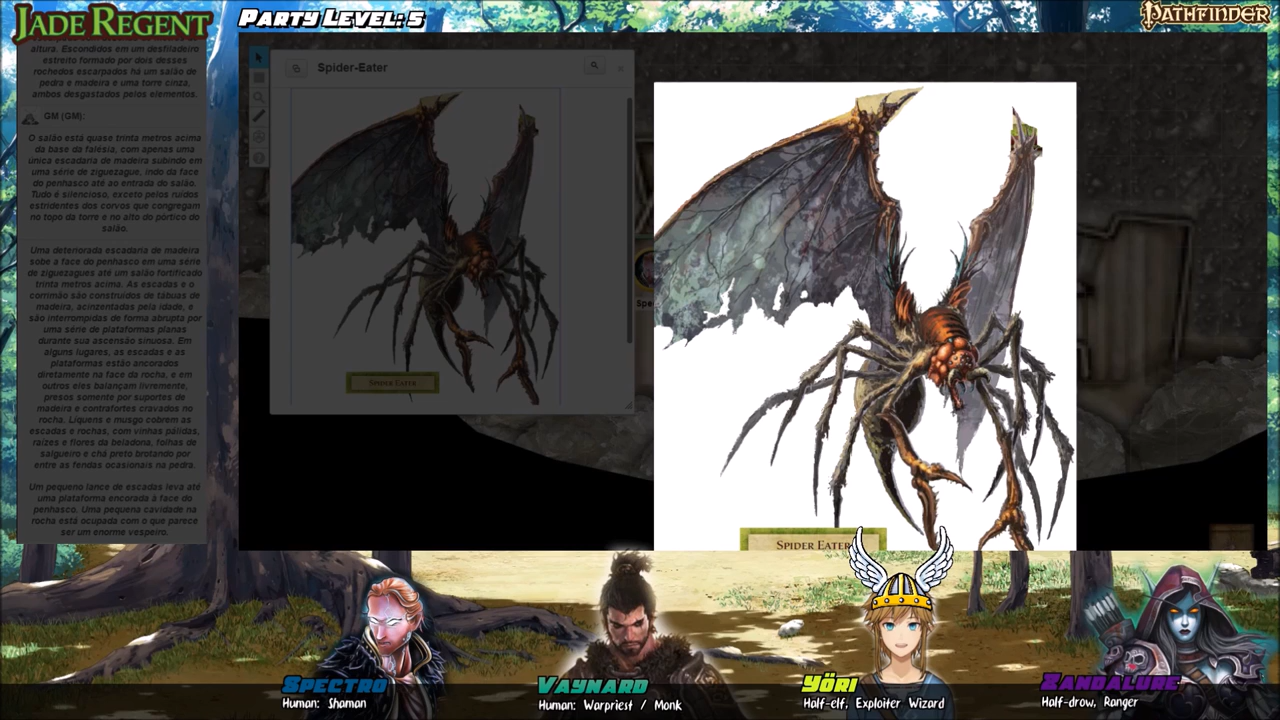 JADE REGENT
PARTY LEVEL: 5
PATHFINDER
altura. Escondidos em um desfiladeiro
estreito formado por dois desses
rochedos escarpados há um salão de
pedra e madeira e uma torre cinza,
ambos desgastados pelos elementos.
GM (GM):
O salão está quase trinta metros acima
da base da falésia, com apenas uma
única escadaria de madeira subindo em
uma série de ziguezague, indo da face
do penhasco até ao entrada do salão.
Tudo é silencioso, exceto pelos ruídos
estridentes dos corvos que congregam
no topo da torre e no alto do pórtico do
salão.
Uma deteriorada escadaria de madeira
sobe a face do penhasco em uma série
de ziguezagues até um salão fortificado
trinta metros acima. As escadas e o
corrimão são construídos de tábuas de
madeira, acinzentadas pela idade, e
são interrompidas de forma abrupta por
uma série de plataformas planas
durante sua ascensão sinuosa. Em
alguns lugares, as escadas e as
plataformas estão ancorados
diretamente na face da rocha, e em
outros eles balançam livremente,
presos somente por suportes de
madeira e contrafortes cravados no
rocha. Líquens e musgo cobrem as
escadas e rochas, com vinhas pálidas,
raízes e flores da beladona, folhas de
salgueiro e chá preto brotando por
entre as fendas ocasionais na pedra.
Um pequeno lance de escadas leva até
uma plataforma encorada à face do
penhasco. Uma pequena cavidade na
rocha está ocupada com o que parece
ser um enorme vespeiro.
Spider-Eater
SPIDER EATER
Spe
SPIDER EATER
SPECTRO
Human: Shaman
VAYNARD
Human: Warpriest / Monk
YÖRI
Half-elf, Exploiter Wizard
ZANDALURE
Half-drow, Ranger